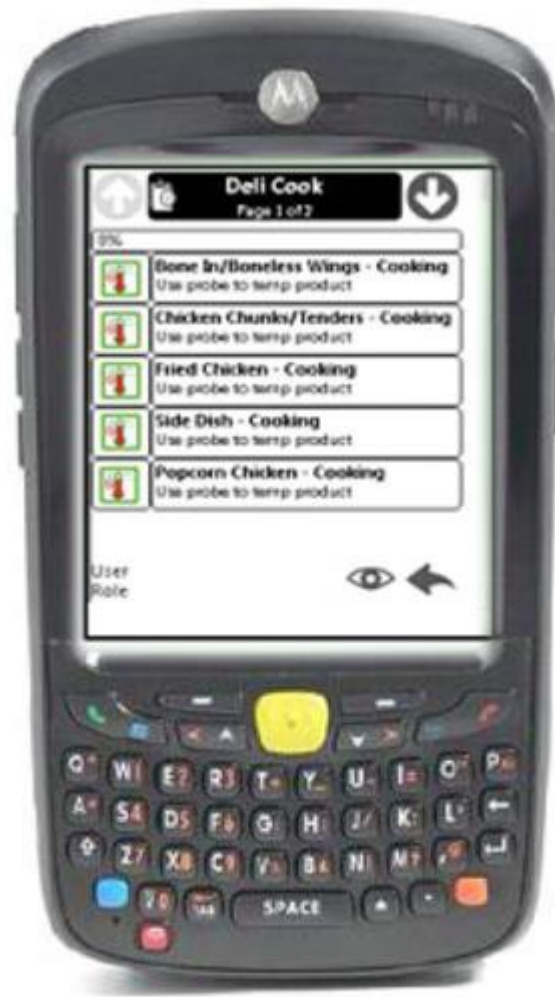 Deli Cook
Page 1 of 2
0%
Bone In/Boneless Wings - Cooking
Use probe to temp product
Chicken Chunks/Tenders - Cooking
Use probe to temp product
Fried Chicken - Cooking
Use probe to temp product
Side Dish - Cooking
Use probe to temp product
Popcorn Chicken - Cooking
Use probe to temp product
User
Role
Q W E R T Y U I O P
A S D F G H J K L
Z X C V B N M
SPACE